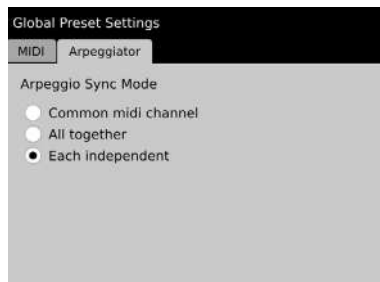 Global Preset Settings
MIDI Arpeggiator
Arpeggio Sync Mode
Common midi channel
All together
Each independent